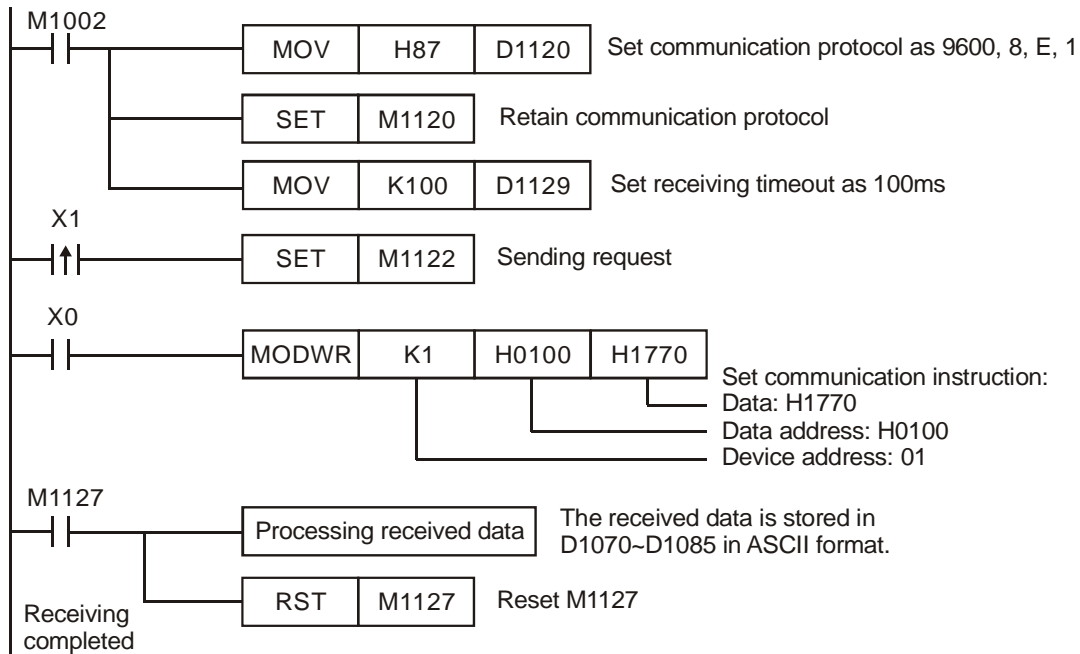 M1002
MOV H87 D1120 Set communication protocol as 9600, 8, E, 1
SET M1120 Retain communication protocol
MOV K100 D1129 Set receiving timeout as 100ms
X1
SET M1122 Sending request
X0
MODWR K1 H0100 H1770
Set communication instruction:
Data: H1770
Data address: H0100
Device address: 01
M1127
Processing received data
The received data is stored in
D1070~D1085 in ASCII format.
RST M1127 Reset M1127
Receiving
completed